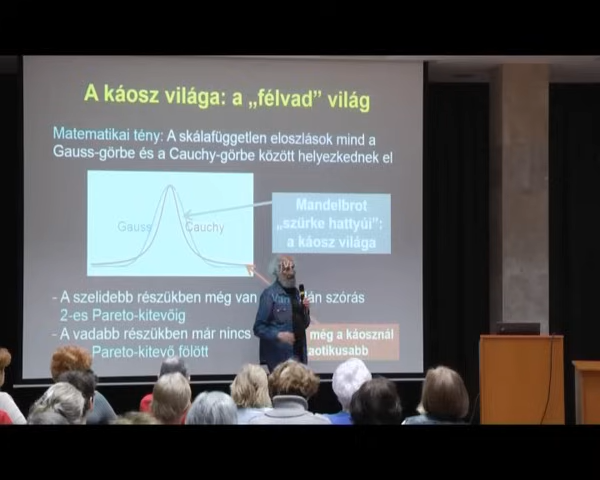 A káosz világa: a „félvad” világ
Matematikai tény: A skálafüggetlen eloszlások mind a
Gauss-görbe és a Cauchy-görbe között helyezkednek el
Gauss Cauchy
Mandelbrot
„szürke hattyúi”:
a káosz világa
- A szelidebb részükben még van szórás
2-es Pareto-kitevőig
- A vadabb részükben már nincs
Pareto-kitevő fölött
még a káosznál